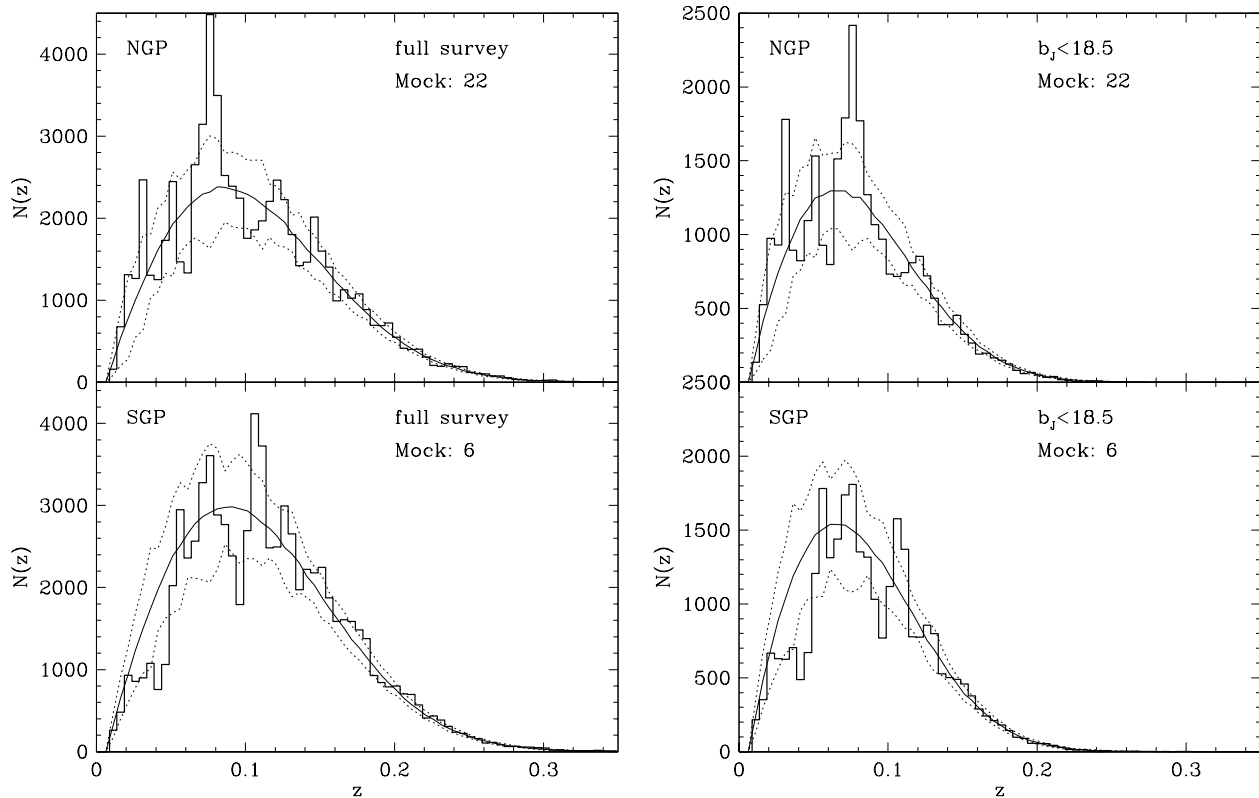 NGP
full survey
Mock: 22
N(z)
4000
3000
2000
1000
0
NGP
b_J<18.5
Mock: 22
N(z)
2500
2000
1500
1000
500
2500
SGP
full survey
Mock: 6
N(z)
4000
3000
2000
1000
0
0 0.1 0.2 0.3
z
SGP
b_J<18.5
Mock: 6
N(z)
2000
1500
1000
500
0
0 0.1 0.2 0.3
z